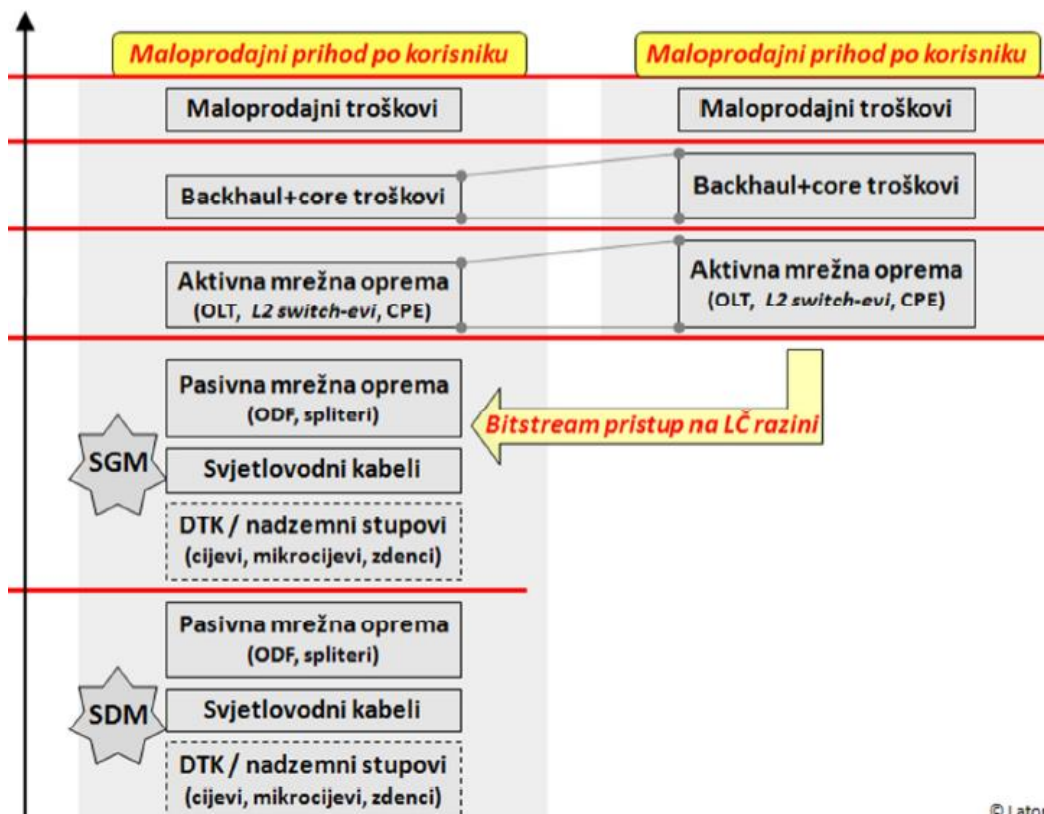 Maloprodajni prihod po korisniku
Maloprodajni prihod po korisniku
Maloprodajni troškovi
Maloprodajni troškovi
Backhaul+core troškovi
Backhaul+core troškovi
Aktivna mrežna oprema
(OLT, L2 switch-evi, CPE)
Aktivna mrežna oprema
(OLT, L2 switch-evi, CPE)
Pasivna mrežna oprema
(ODF, spliteri)
Bitstream pristup na LČ razini
SGM
Svjetlovodni kabeli
DTK / nadzemni stupovi
(cijevi, mikrocijevi, zdenci)
Pasivna mrežna oprema
(ODF, spliteri)
SDM
Svjetlovodni kabeli
DTK / nadzemni stupovi
(cijevi, mikrocijevi, zdenci)
©